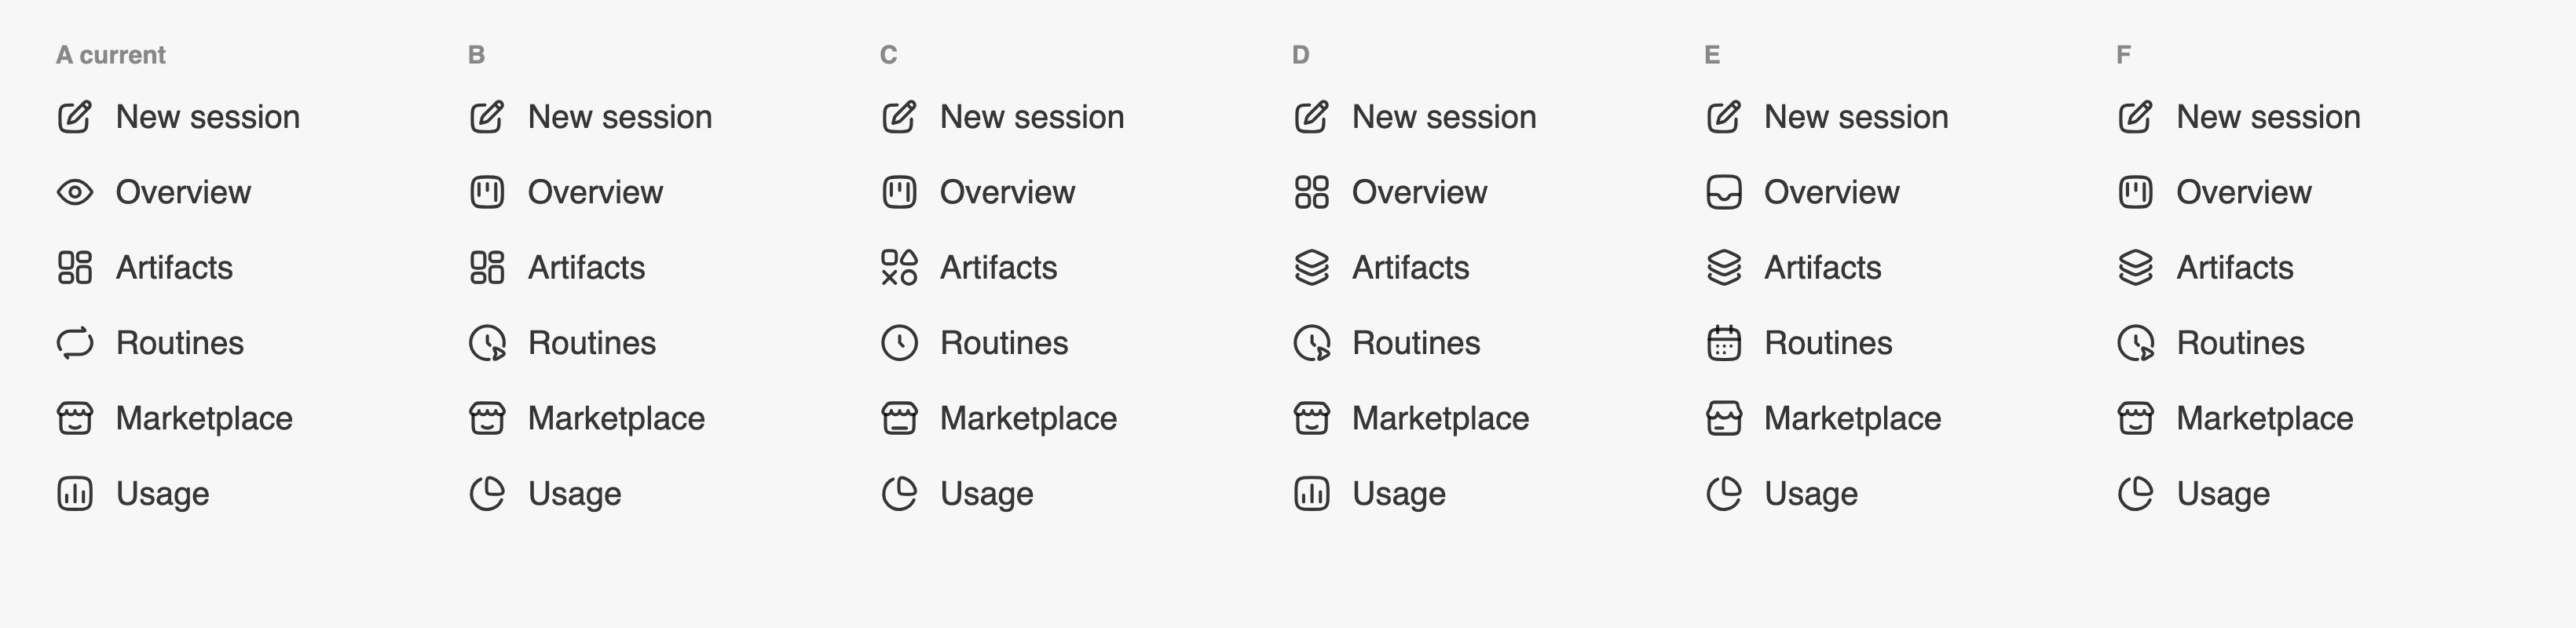 A current
New session
Overview
Artifacts
Routines
Marketplace
Usage
B
New session
Overview
Artifacts
Routines
Marketplace
Usage
C
New session
Overview
Artifacts
Routines
Marketplace
Usage
D
New session
Overview
Artifacts
Routines
Marketplace
Usage
E
New session
Overview
Artifacts
Routines
Marketplace
Usage
F
New session
Overview
Artifacts
Routines
Marketplace
Usage